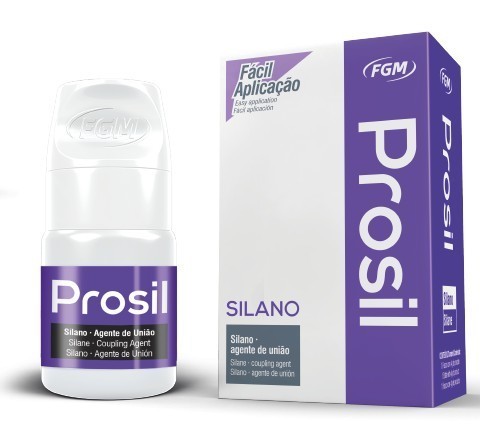 FGM
Prosil
Silano · Agente de União
Silane · Coupling Agent
Silano · Agente de Unión
Fácil
Aplicação
Easy application
Fácil aplicación
SILANO
Silano ·
agente de união
Silane · coupling agent
Silano · agente de unión
FGM
Prosil
Prosil
Silano
Silane